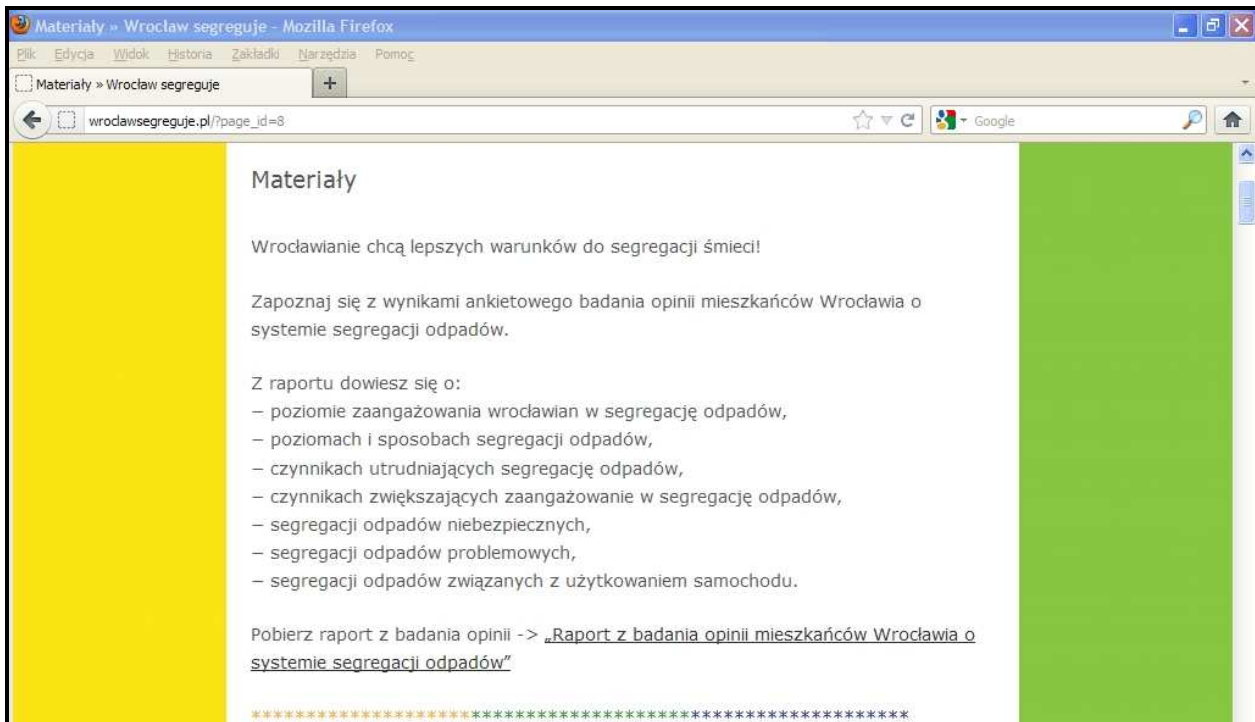 Materiały » Wrocław segreguje - Mozilla Firefox
Plik Edycja Widok Historia Zakładki Narzędzia Pomoc
Materiały » Wrocław segreguje
wroclawsegreguje.pl/?page_id=8
Google
Materiały
Wrocławianie chcą lepszych warunków do segregacji śmieci!
Zapoznaj się z wynikami ankietowego badania opinii mieszkańców Wrocławia o
systemie segregacji odpadów.
Z raportu dowiesz się o:
– poziomie zaangażowania wrocławian w segregację odpadów,
– poziomach i sposobach segregacji odpadów,
– czynnikach utrudniających segregację odpadów,
– czynnikach zwiększających zaangażowanie w segregację odpadów,
– segregacji odpadów niebezpiecznych,
– segregacji odpadów problemowych,
– segregacji odpadów związanych z użytkowaniem samochodu.
Pobierz raport z badania opinii -> „Raport z badania opinii mieszkańców Wrocławia o
systemie segregacji odpadów”
************************************************************